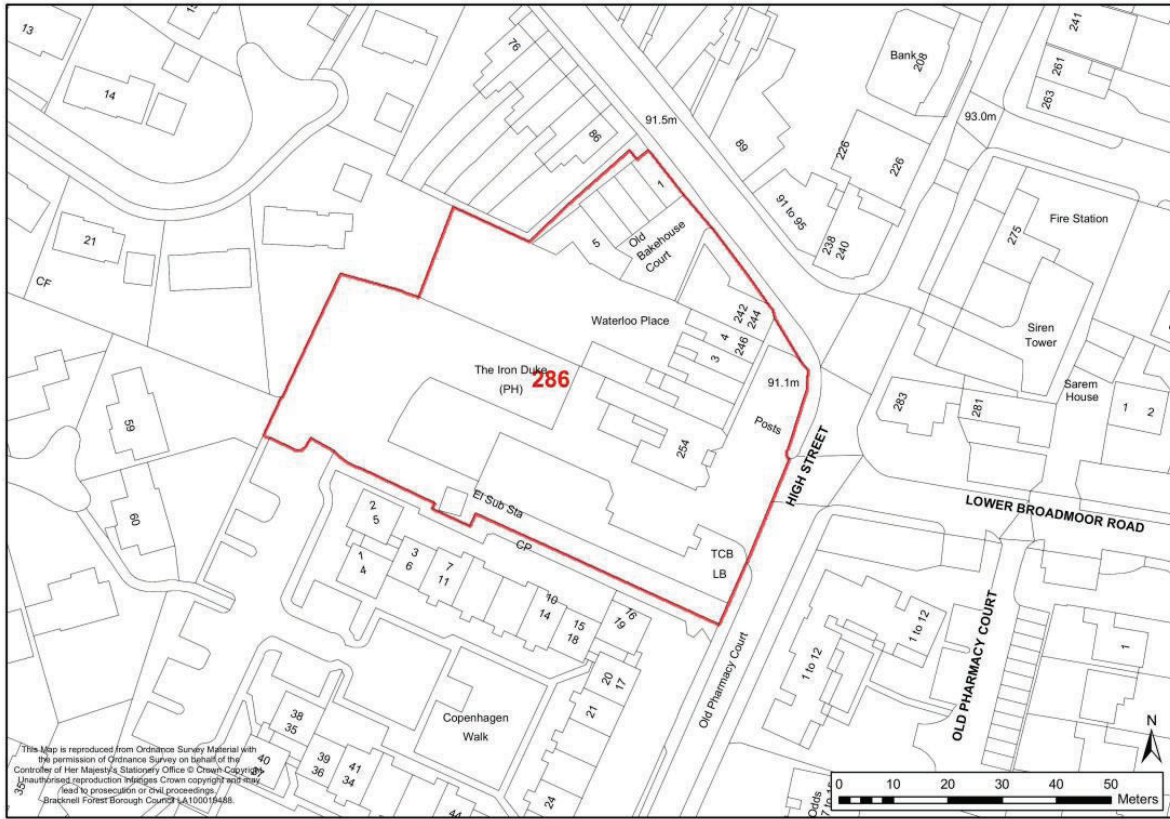 13
15
76
241
Bank
208
261
14
263
91.5m
86
93.0m
89
226
226
1
91 to 95
275
Fire Station
5
Old
Bakehouse
Court
238
240
21
CF
242
244
Waterloo Place
4
246
3
Siren
Tower
The Iron Duke
(PH)
286
91.1m
Sarem
House
283
281
1
2
59
Posts
254
HIGH STREET
El Sub Sta
LOWER BROADMOOR ROAD
60
2
5
CP
TCB
LB
1
4
3
6
7
11
10
14
15
18
16
19
1 to 12
1 to 12
1
20
17
21
Old Pharmacy Court
OLD PHARMACY COURT
38
35
Copenhagen
Walk
N
This Map is reproduced from Ordnance Survey Material with
the permission of Ordnance Survey on behalf of the
Controller of Her Majesty's Stationery Office © Crown Copyright
Unauthorised reproduction infringes Crown copyright and may
lead to prosecution or civil proceedings.
Bracknell Forest Borough Council LA100019488.
40
37
39
36
41
34
35
44
24
Odds
0 10 20 30 40 50
Meters